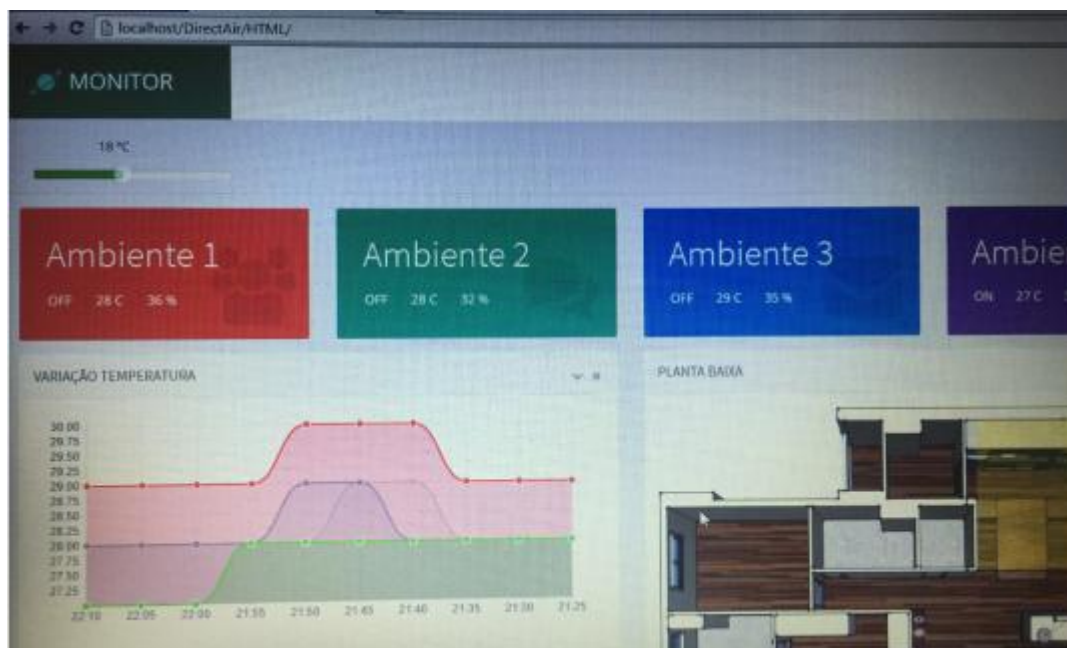 localhost/DirectAir/HTML/
MONITOR
18 °C
Ambiente 1
OFF 28 C 36 %
Ambiente 2
OFF 28 C 32 %
Ambiente 3
OFF 29 C 35 %
Ambie
ON 27 C
VARIAÇÃO TEMPERATURA
PLANTA BAIXA
30.00
29.75
29.50
29.25
29.00
28.75
28.50
28.25
28.00
27.75
27.50
27.25
22:10 22:05 22:00 21:55 21:50 21:45 21:40 21:35 21:30 21:25